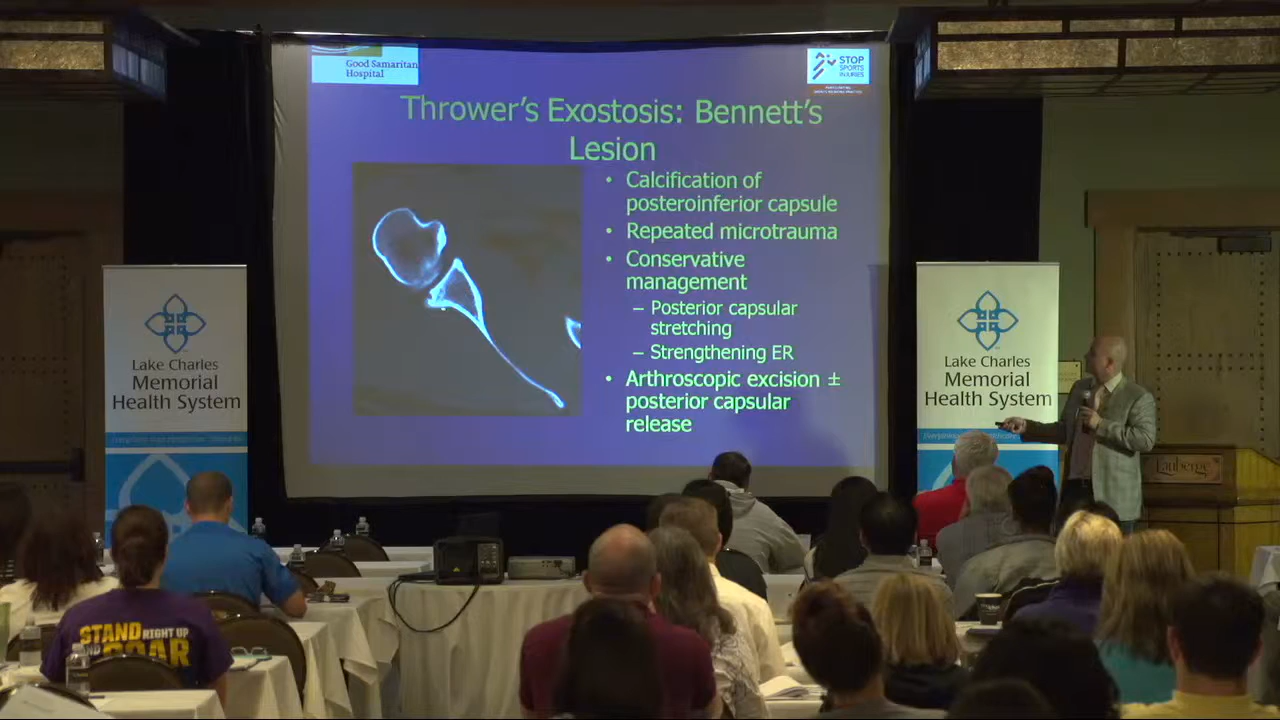 Good Samaritan
Hospital
STOP
SPORTS
INJURIES
Thrower's Exostosis: Bennett's
Lesion
• Calcification of
posteroinferior capsule
• Repeated microtrauma
• Conservative
management
– Posterior capsular
stretching
– Strengthening ER
• Arthroscopic excision ±
posterior capsular
release
Lake Charles
Memorial
Health System
Lake Charles
Memorial
Health System
L'auberge
STAND RIGHT UP
AND ROAR